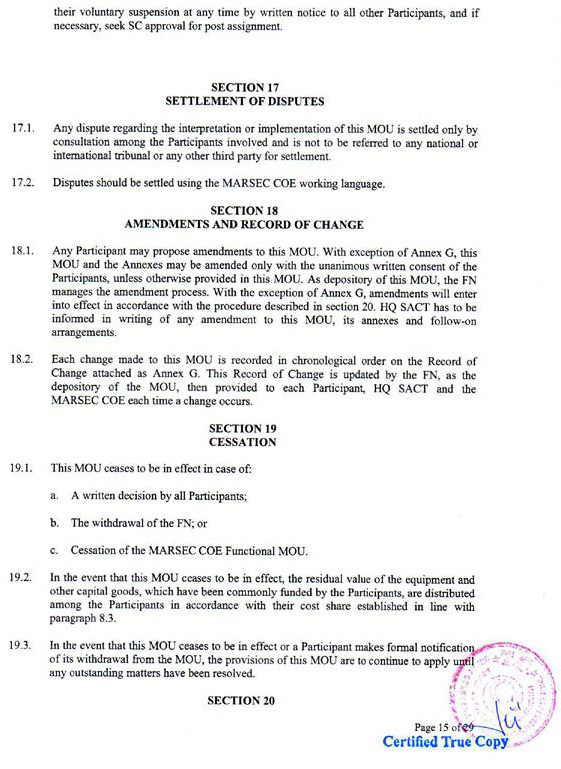 their voluntary suspension at any time by written notice to all other Participants, and if
necessary, seek SC approval for post assignment.
SECTION 17
SETTLEMENT OF DISPUTES
17.1. Any dispute regarding the interpretation or implementation of this MOU is settled only by
consultation among the Participants involved and is not to be referred to any national or
international tribunal or any other third party for settlement.
17.2. Disputes should be settled using the MARSEC COE working language.
SECTION 18
AMENDMENTS AND RECORD OF CHANGE
18.1. Any Participant may propose amendments to this MOU. With exception of Annex G, this
MOU and the Annexes may be amended only with the unanimous written consent of the
Participants, unless otherwise provided in this MOU. As depository of this MOU, the FN
manages the amendment process. With the exception of Annex G, amendments will enter
into effect in accordance with the procedure described in section 20. HQ SACT has to be
informed in writing of any amendment to this MOU, its annexes and follow-on
arrangements.
18.2. Each change made to this MOU is recorded in chronological order on the Record of
Change attached as Annex G. This Record of Change is updated by the FN, as the
depository of the MOU, then provided to each Participant, HQ SACT and the
MARSEC COE each time a change occurs.
SECTION 19
CESSATION
19.1. This MOU ceases to be in effect in case of:
a. A written decision by all Participants;
b. The withdrawal of the FN; or
c. Cessation of the MARSEC COE Functional MOU.
19.2. In the event that this MOU ceases to be in effect, the residual value of the equipment and
other capital goods, which have been commonly funded by the Participants, are distributed
among the Participants in accordance with their cost share established in line with
paragraph 8.3.
19.3. In the event that this MOU ceases to be in effect or a Participant makes formal notification
of its withdrawal from the MOU, the provisions of this MOU are to continue to apply until
any outstanding matters have been resolved.
SECTION 20
Page 15 of 29
Certified True Copy